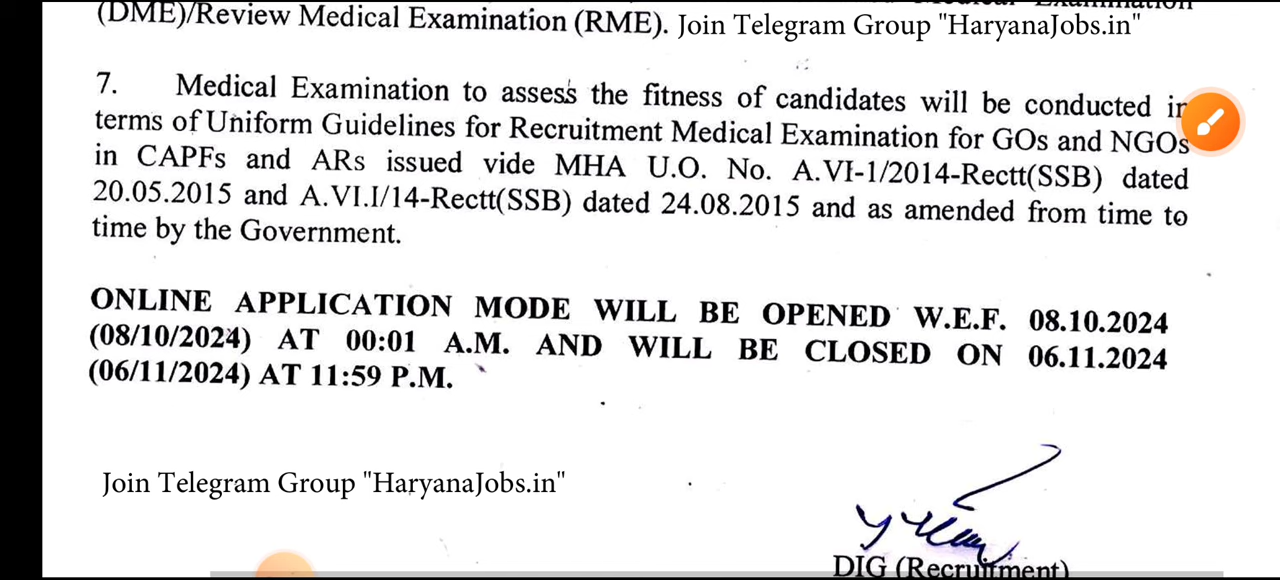 (DME)/Review Medical Examination (RME). Join Telegram Group "HaryanaJobs.in"
7. Medical Examination to assess the fitness of candidates will be conducted in
terms of Uniform Guidelines for Recruitment Medical Examination for GOs and NGOs
in CAPFs and ARs issued vide MHA U.O. No. A.VI-1/2014-Rectt(SSB) dated
20.05.2015 and A.VI.I/14-Rectt(SSB) dated 24.08.2015 and as amended from time to
time by the Government.
ONLINE APPLICATION MODE WILL BE OPENED W.E.F. 08.10.2024
(08/10/2024) AT 00:01 A.M. AND WILL BE CLOSED ON 06.11.2024
(06/11/2024) AT 11:59 P.M.
Join Telegram Group "HaryanaJobs.in"
DIG (Recruitment)